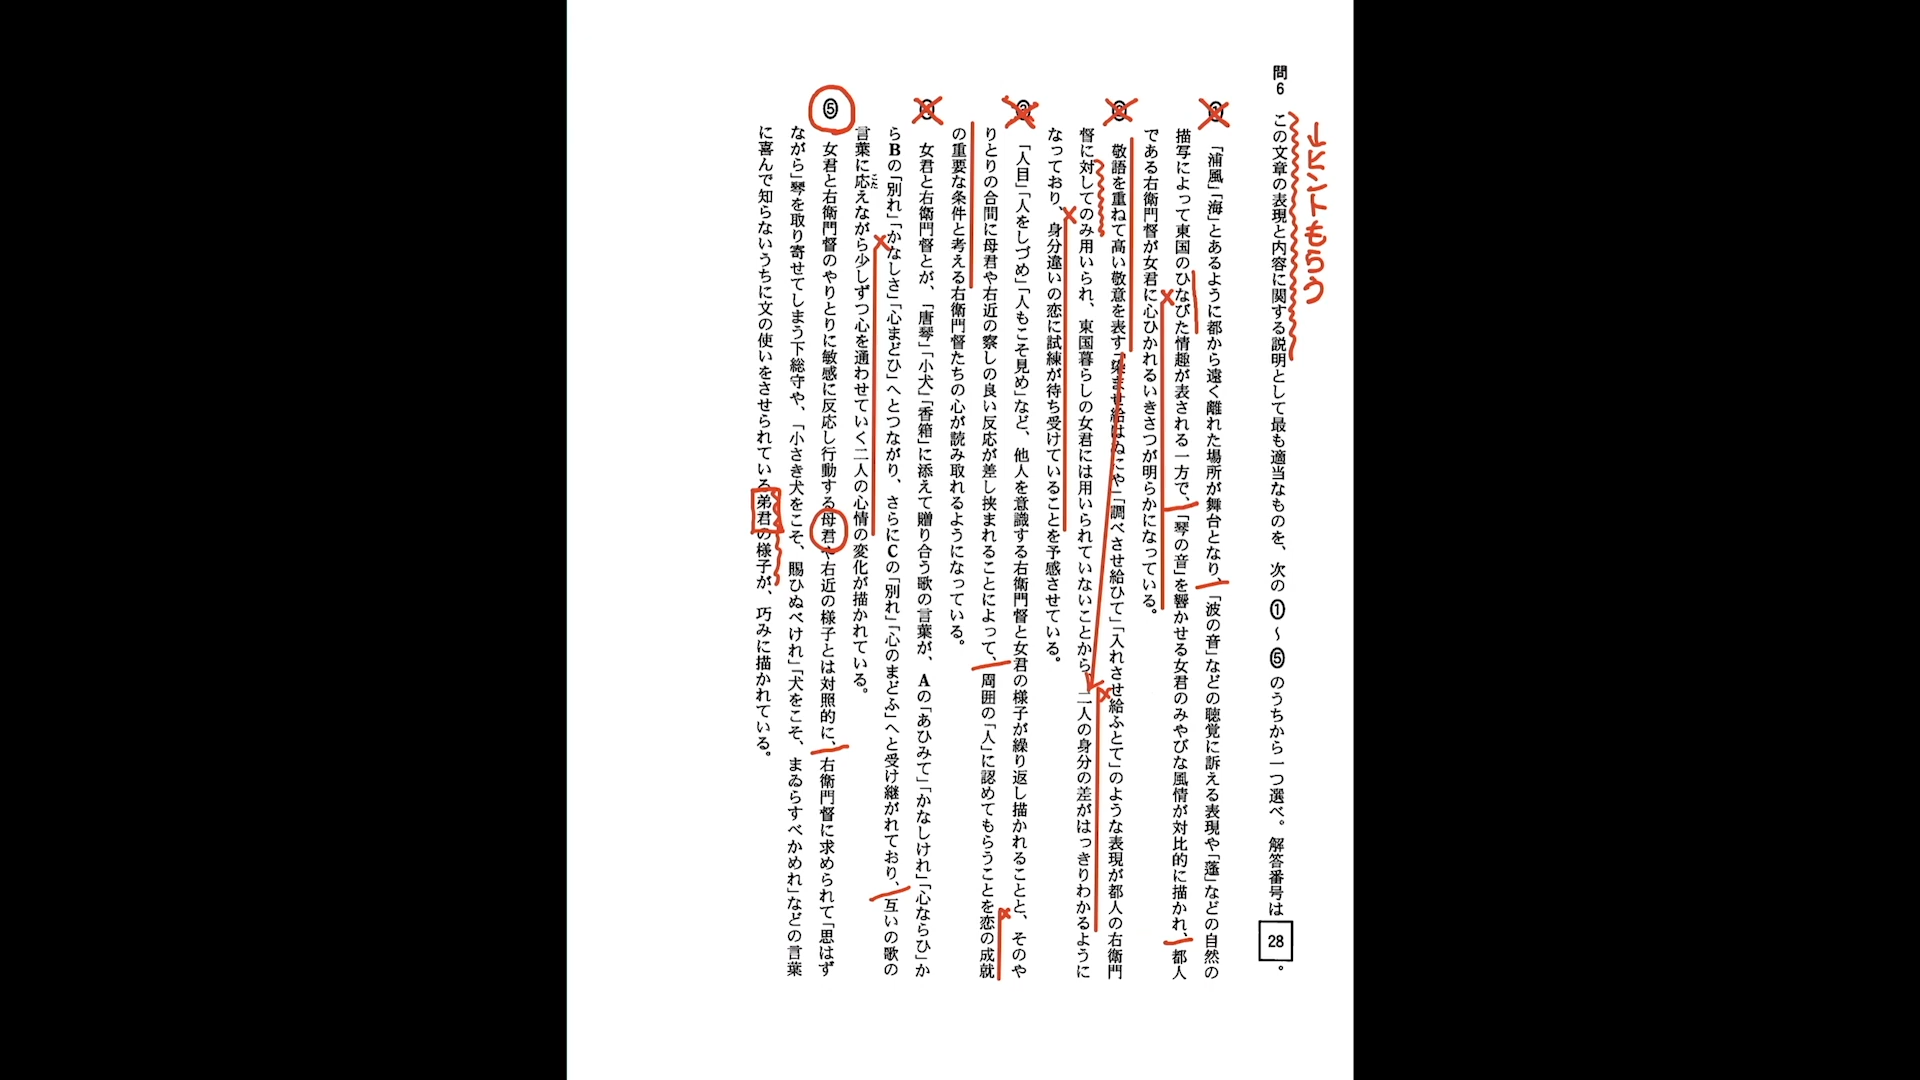 ↓ヒントもらう
問6 この文章の表現と内容に関する説明として最も適当なものを、次の①～⑤のうちから一つ選べ。解答番号は28。
① 「浦風」「海」とあるように都から遠く離れた場所が舞台となり、「波の音」などの聴覚に訴える表現や「蓬」などの自然の
描写によって東国のひなびた情趣が表される一方で、「琴の音」を響かせる女君のみやびな風情が対比的に描かれ、都人
である右衛門督が女君に心ひかれるいきさつが明らかになっている。
② 敬語を重ねて高い敬意を表す「染ませ給はぬにや」「調べさせ給ひて」「入れさせ給ふとて」のような表現が都人の右衛門
督に対してのみ用いられ、東国暮らしの女君には用いられていないことから、二人の身分の差がはっきりわかるように
なっており、身分違いの恋に試練が待ち受けていることを予感させている。
③ 「人目」「人をしづめ」「人もこそ見め」など、他人を意識する右衛門督と女君の様子が繰り返し描かれることと、そのや
りとりの合間に母君や右近の察しの良い反応が差し挟まれることによって、周囲の「人」に認めてもらうことを恋の成就
の重要な条件と考える右衛門督たちの心が読み取れるようになっている。
④ 女君と右衛門督とが、「唐琴」「小犬」「香箱」に添えて贈り合う歌の言葉が、Aの「あひみて」「かなしけれ」「心ならひ」か
らBの「別れ」「かなしさ」「心まどひ」へとつながり、さらにCの「別れ」「心のまどふ」へと受け継がれており、互いの歌の
言葉に応こたえながら少しずつ心を通わせていく二人の心情の変化が描かれている。
⑤ 女君と右衛門督のやりとりに敏感に反応し行動する母君や右近の様子とは対照的に、右衛門督に求められて「思はず
ながら」琴を取り寄せてしまう下総守や、「小さき犬をこそ、賜ひぬべけれ」「犬をこそ、まゐらすべかめれ」などの言葉
に喜んで知らないうちに文の使いをさせられている弟君の様子が、巧みに描かれている。